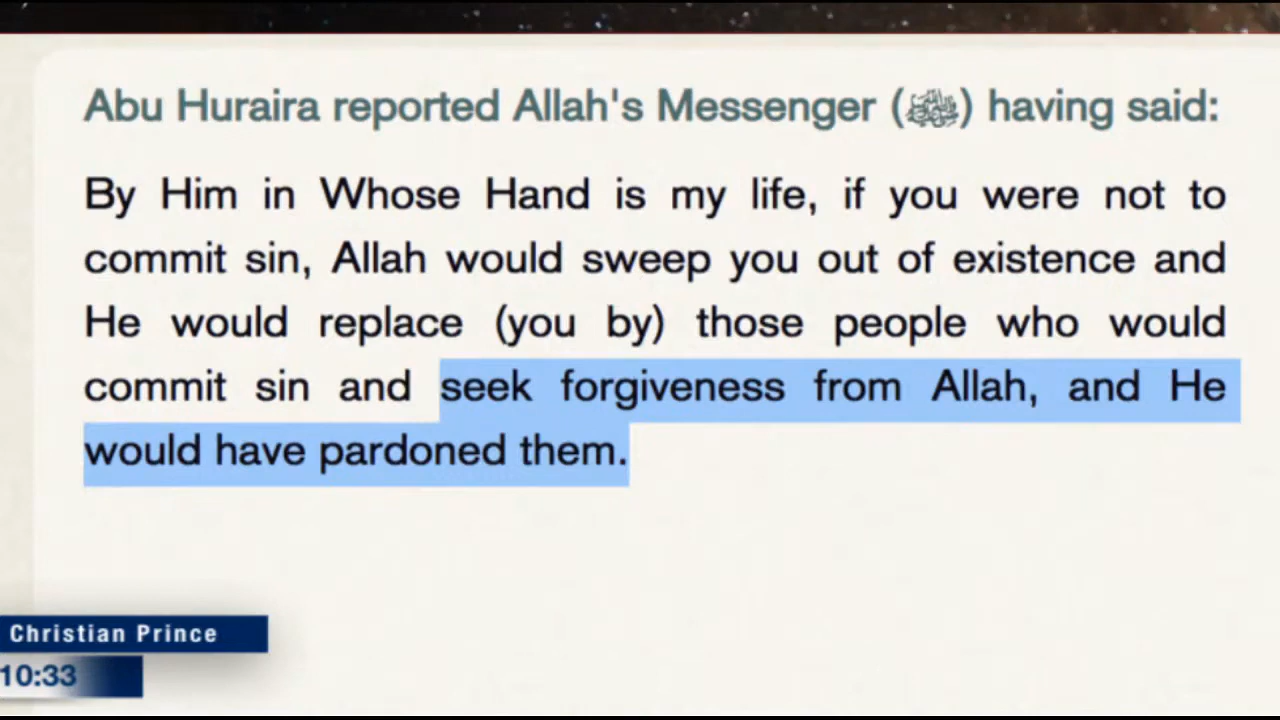 Abu Huraira reported Allah's Messenger (ﷺ) having said:
By Him in Whose Hand is my life, if you were not to
commit sin, Allah would sweep you out of existence and
He would replace (you by) those people who would
commit sin and seek forgiveness from Allah, and He
would have pardoned them.
Christian Prince
10:33